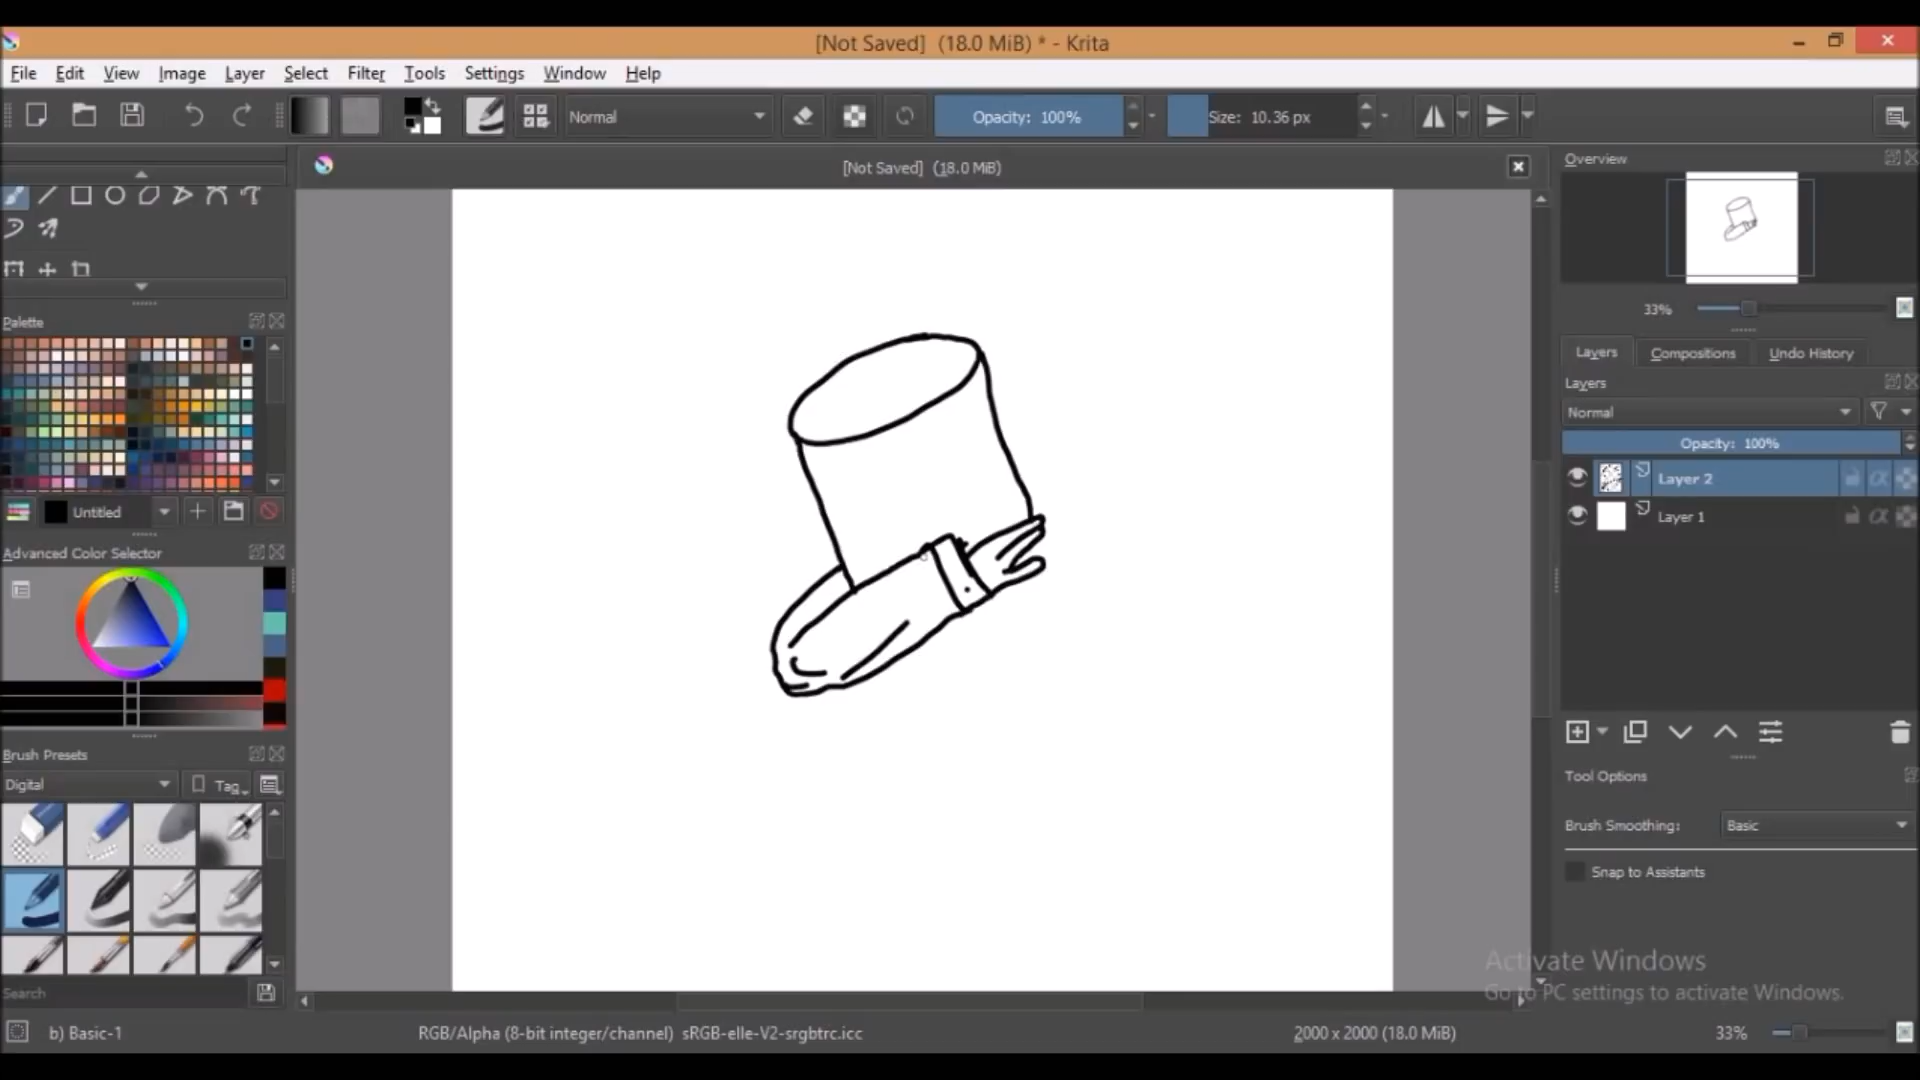 [Not Saved] (18.0 MiB) * - Krita
File Edit View Image Layer Select Filter Tools Settings Window Help
Normal
Opacity: 100%
Size: 10.36 px
[Not Saved] (18.0 MiB)
Overview
33%
Palette
Untitled
Layers Compositions Undo History
Layers
Normal
Opacity: 100%
Layer 2
Layer 1
Advanced Color Selector
Brush Presets
Digital
Tag
Search
Tool Options
Brush Smoothing: Basic
Snap to Assistants
Activate Windows
Go to PC settings to activate Windows.
b) Basic-1
RGB/Alpha (8-bit integer/channel) sRGB-elle-V2-srgbtrc.icc
2000 x 2000 (18.0 MiB)
33%